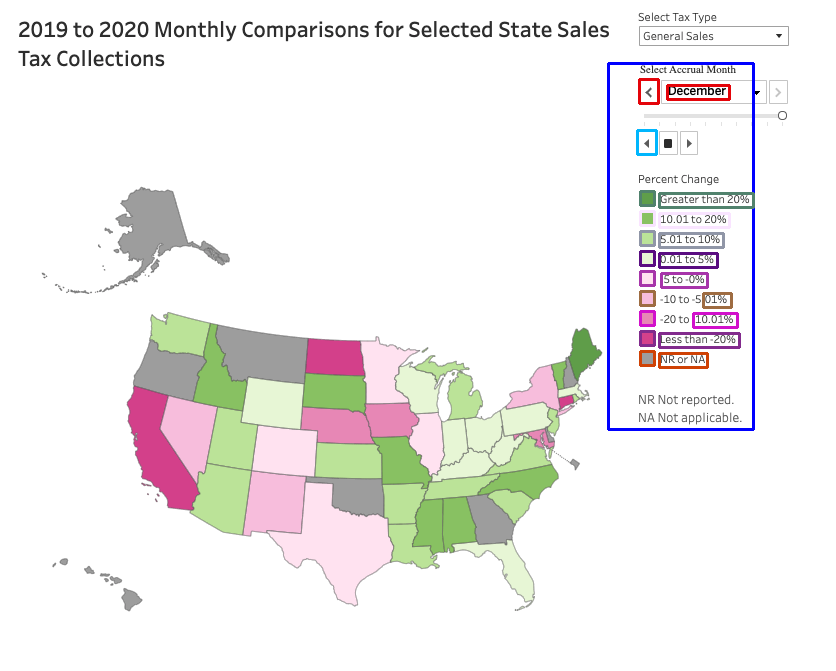 2019 to 2020 Monthly Comparisons for Selected State Sales
Tax Collections
Select Tax Type
General Sales
Select Accrual Month
December
Percent Change
Greater than 20%
10.01 to 20%
5.01 to 10%
0.01 to 5%
-5 to -0%
-10 to -5.01%
-20 to 10.01%
Less than -20%
NR or NA
NR Not reported.
NA Not applicable.